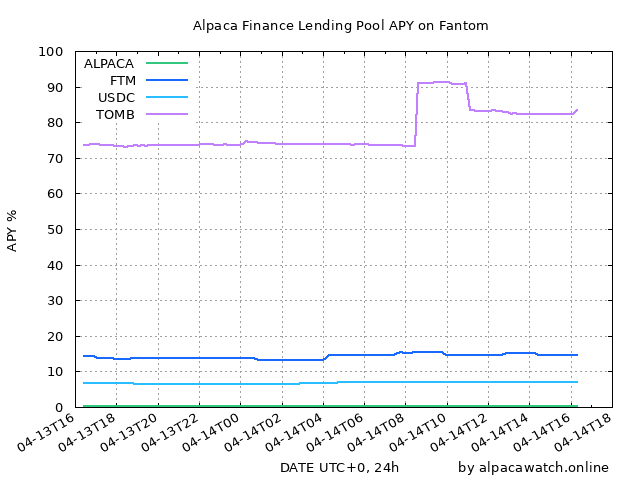 Alpaca Finance Lending Pool APY on Fantom
100
90
80
70
60
50
40
30
20
10
0
APY %
ALPACA
FTM
USDC
TOMB
04-13T16
04-13T18
04-13T20
04-13T22
04-14T00
04-14T02
04-14T04
04-14T06
04-14T08
04-14T10
04-14T12
04-14T14
04-14T16
04-14T18
DATE UTC+0, 24h
by alpacawatch.online